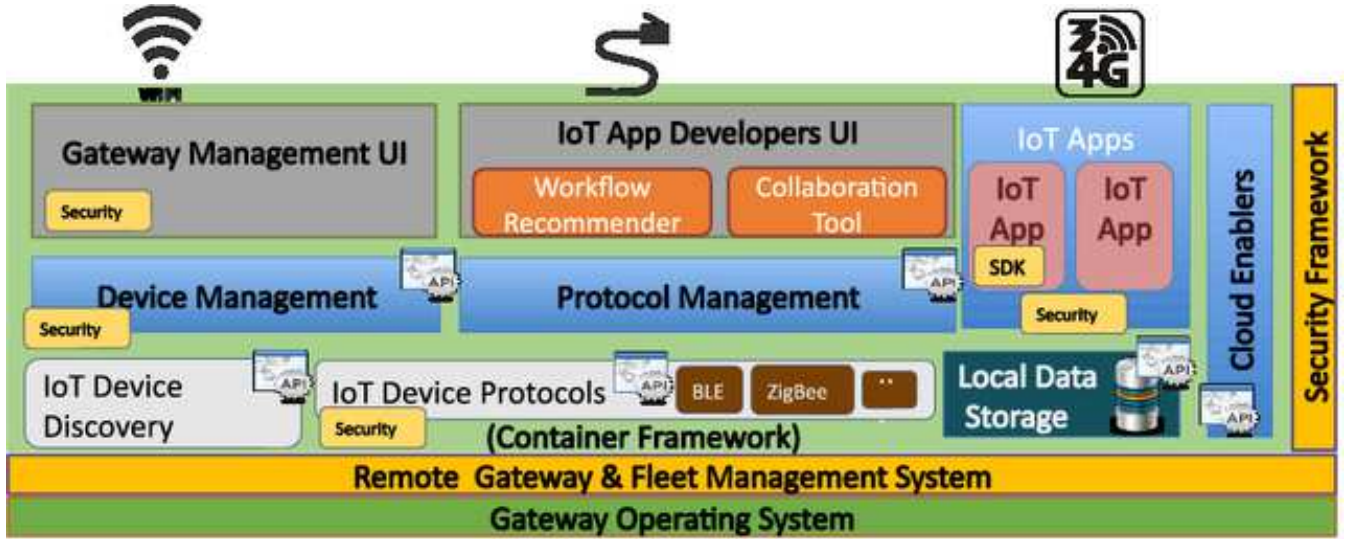 WiFi
3
4G
Gateway Management UI
Security
IoT App Developers UI
Workflow
Recommender
Collaboration
Tool
IoT Apps
IoT
App
SDK
IoT
App
Security
Cloud Enablers
API
Security Framework
Device Management
API
Security
Protocol Management
API
IoT Device
Discovery
API
IoT Device Protocols
API
BLE
ZigBee
..
Security
(Container Framework)
Local Data
Storage
API
Remote Gateway & Fleet Management System
Gateway Operating System